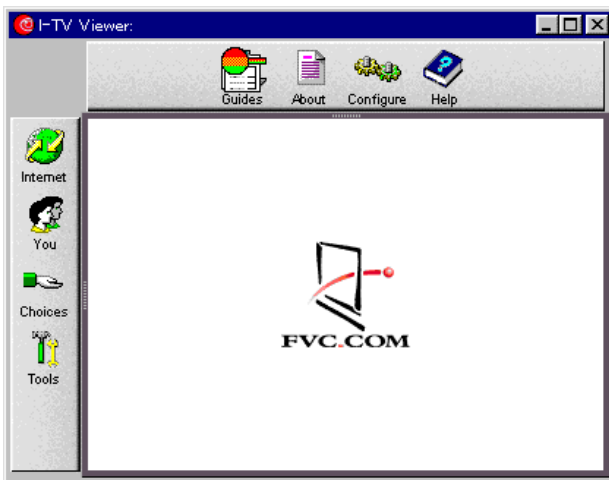 I-TV Viewer:
Guides About Configure Help
Internet
You
Choices
Tools
FVC.COM